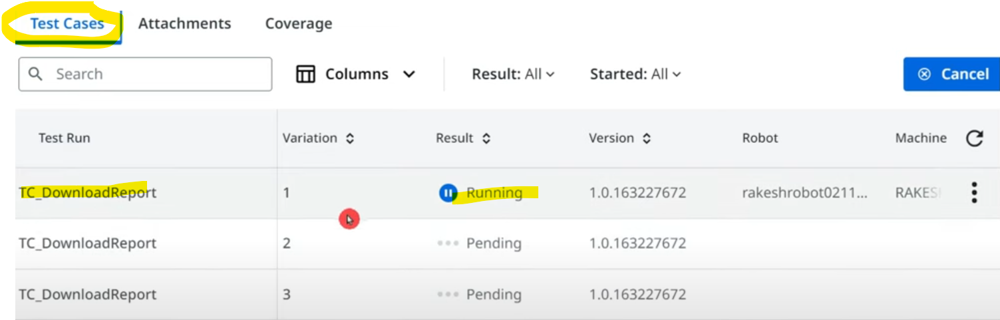 Test Cases Attachments Coverage
Search Columns Result: All Started: All Cancel
Test Run Variation Result Version Robot Machine
TC_DownloadReport 1 Running 1.0.163227672 rakeshrobot0211... RAKES
TC_DownloadReport 2 Pending 1.0.163227672
TC_DownloadReport 3 Pending 1.0.163227672